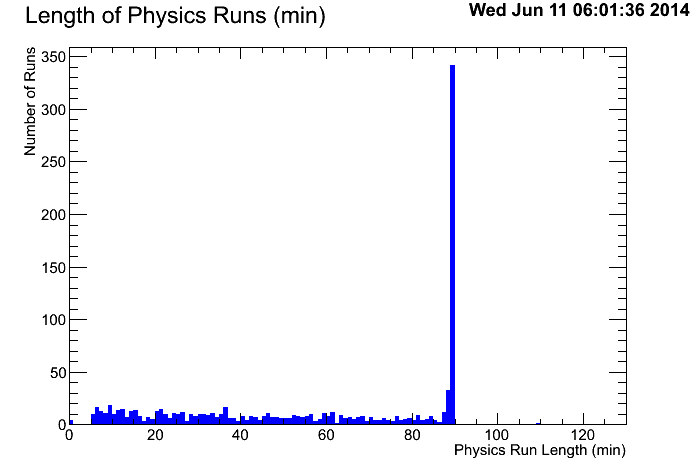 Length of Physics Runs (min)
Wed Jun 11 06:01:36 2014
Number of Runs
350
300
250
200
150
100
50
0
0 20 40 60 80 100 120
Physics Run Length (min)